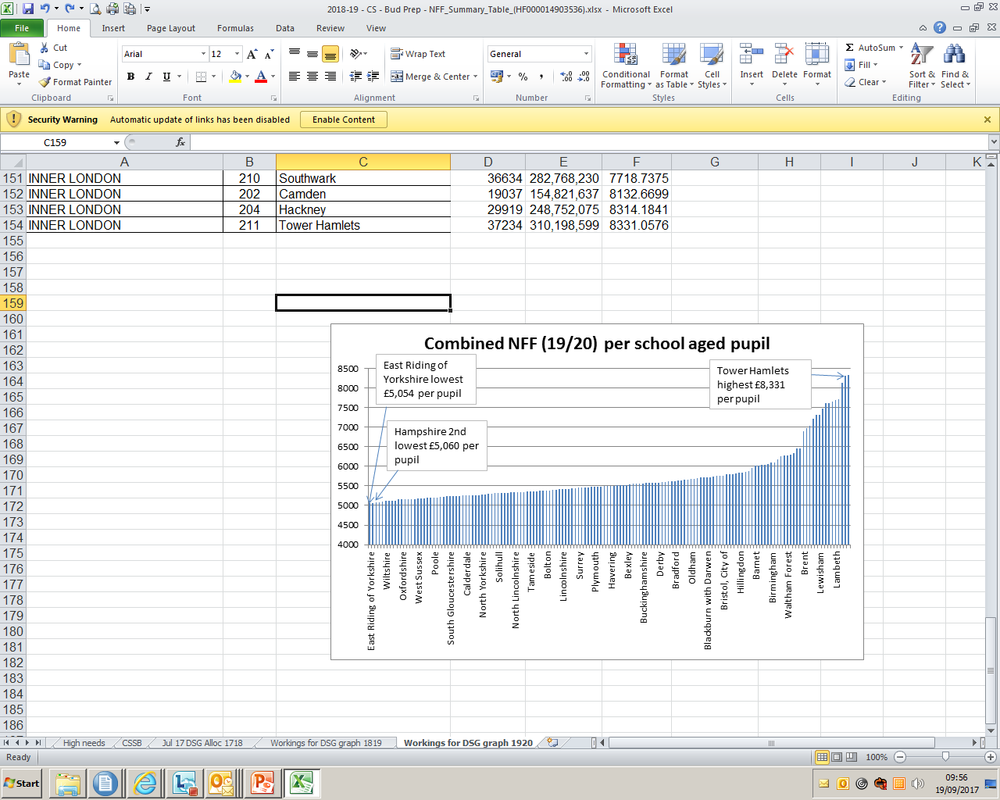 2018-19 - CS - Bud Prep - NFF_Summary_Table_(HF000014903536).xlsx - Microsoft Excel
File Home Insert Page Layout Formulas Data Review View
Paste Cut Copy Format Painter Clipboard
Arial 12 A A B I U A Font
Wrap Text Merge & Center Alignment
General % , .00 Number
Conditional Formatting Format as Table Cell Styles Styles
Insert Delete Format Cells
Σ AutoSum Fill Clear Sort & Filter Find & Select Editing
Security Warning Automatic update of links has been disabled Enable Content
C159 fx
A B C D E F G H I J K
151 INNER LONDON 210 Southwark 36634 282,768,230 7718.7375
152 INNER LONDON 202 Camden 19037 154,821,637 8132.6699
153 INNER LONDON 204 Hackney 29919 248,752,075 8314.1841
154 INNER LONDON 211 Tower Hamlets 37234 310,198,599 8331.0576
155
156
157
158
159
160
161
162
163
164
165
166
167
168
169
170
171
172
173
174
175
176
177
178
179
180
181
182
183
184
185
186
Combined NFF (19/20) per school aged pupil
East Riding of
Yorkshire lowest
£5,054 per pupil
Hampshire 2nd
lowest £5,060 per
pupil
Tower Hamlets
highest £8,331
per pupil
8500
8000
7500
7000
6500
6000
5500
5000
4500
4000
East Riding of Yorkshire
Wiltshire
Oxfordshire
West Sussex
Poole
South Gloucestershire
Calderdale
North Yorkshire
Solihull
North Lincolnshire
Tameside
Bolton
Lincolnshire
Surrey
Plymouth
Havering
Bexley
Buckinghamshire
Derby
Bradford
Oldham
Blackburn with Darwen
Bristol, City of
Hillingdon
Barnet
Birmingham
Waltham Forest
Brent
Lewisham
Lambeth
High needs CSSB Jul 17 DSG Alloc 1718 Workings for DSG graph 1819 Workings for DSG graph 1920
Ready 100%
Start 09:56
19/09/2017